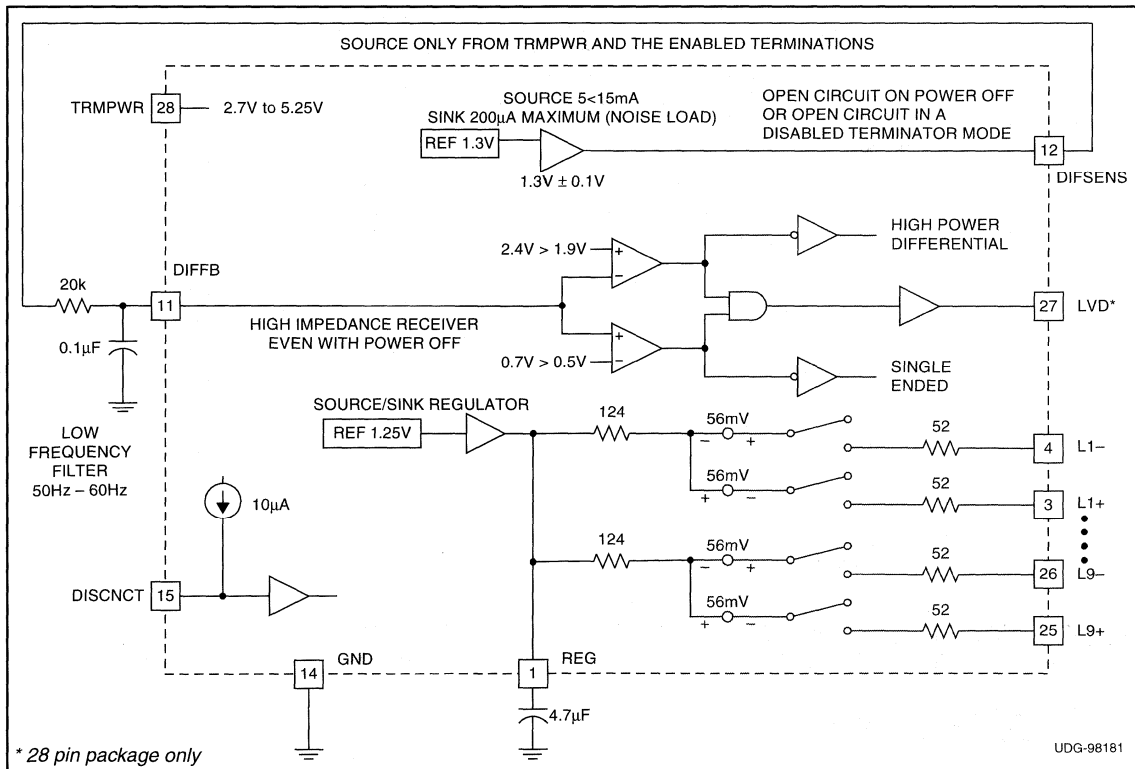 SOURCE ONLY FROM TRMPWR AND THE ENABLED TERMINATIONS
TRMPWR 28 2.7V to 5.25V
SOURCE 5<15mA
SINK 200µA MAXIMUM (NOISE LOAD)
REF 1.3V
1.3V ± 0.1V
OPEN CIRCUIT ON POWER OFF
OR OPEN CIRCUIT IN A
DISABLED TERMINATOR MODE
12
DIFSENS
HIGH POWER
DIFFERENTIAL
2.4V > 1.9V
+
−
20k
DIFFB
11
0.1µF
HIGH IMPEDANCE RECEIVER
EVEN WITH POWER OFF
27 LVD*
+
−
0.7V > 0.5V
SINGLE
ENDED
SOURCE/SINK REGULATOR
REF 1.25V
LOW
FREQUENCY
FILTER
50Hz – 60Hz
124
56mV
− +
52
4 L1–
56mV
+ −
52
3 L1+
10µA
124
56mV
− +
52
26 L9–
56mV
+ −
52
25 L9+
DISCNCT 15
GND
14
REG
1
4.7µF
* 28 pin package only
UDG-98181